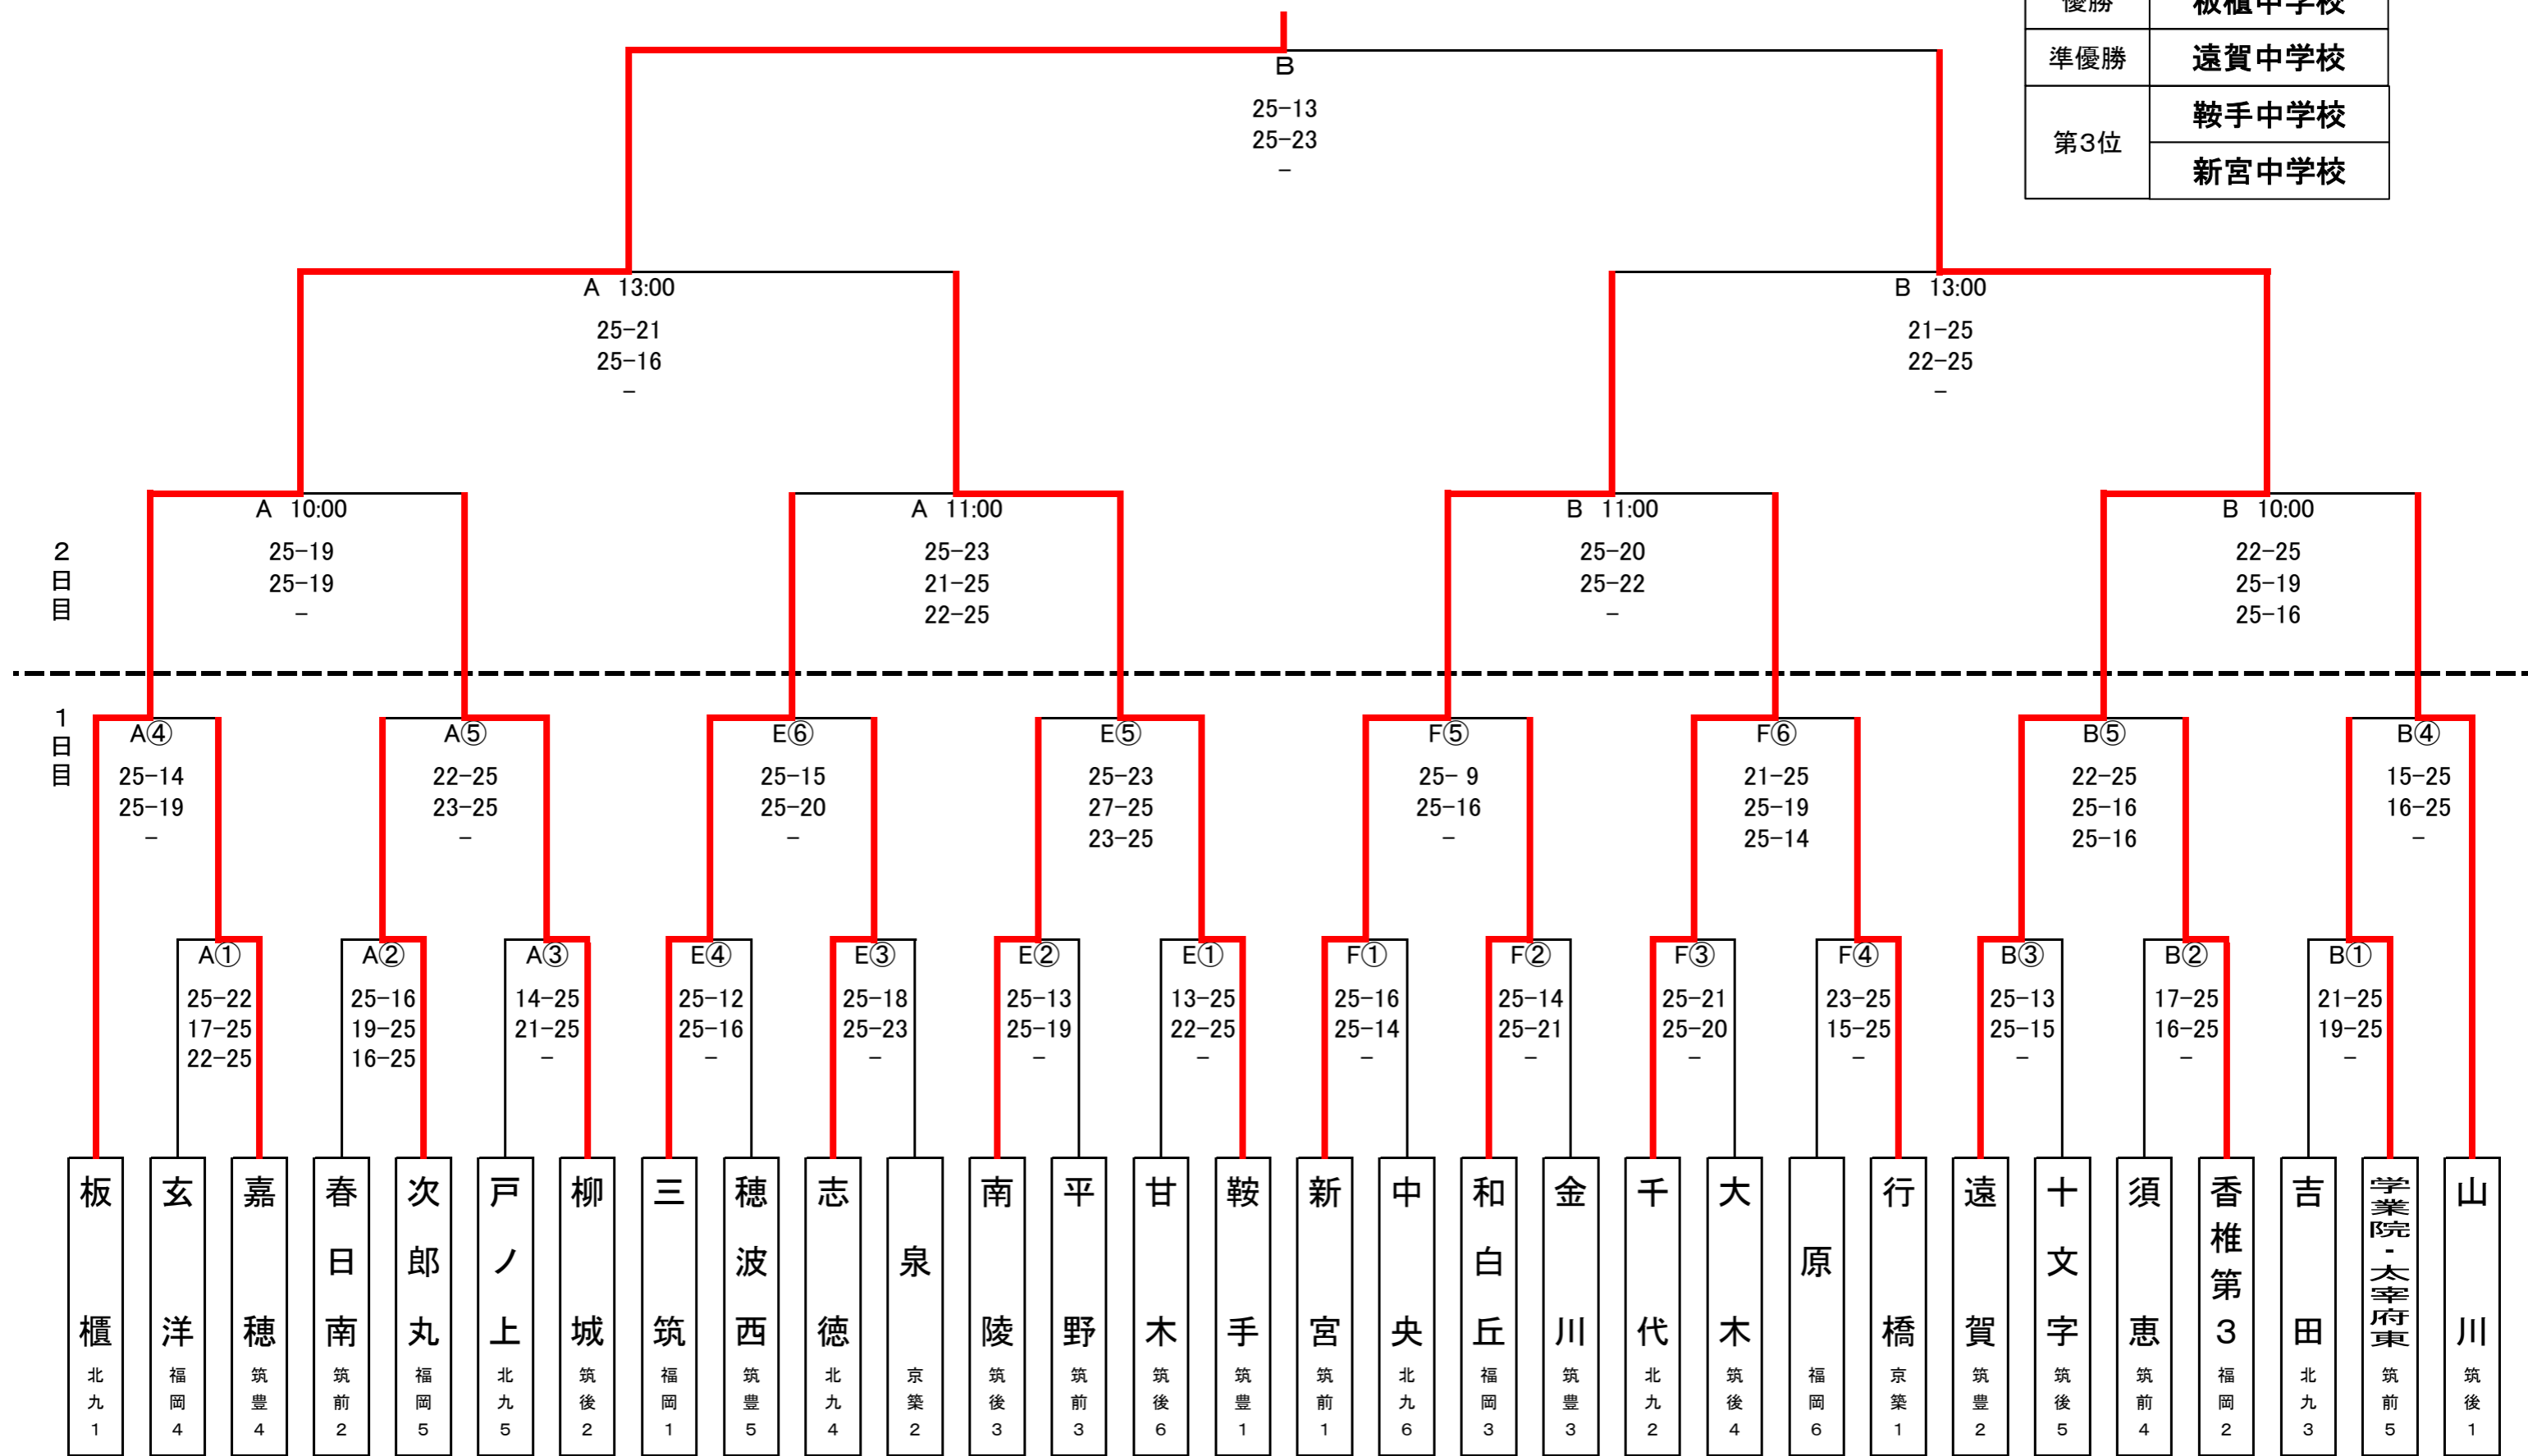 優勝 板櫃中学校
準優勝 遠賀中学校
第3位 鞍手中学校
新宮中学校
B
25-13
25-23
-
A 13:00
25-21
25-16
-
B 13:00
21-25
22-25
-
2日目
A 10:00
25-19
25-19
-
A 11:00
25-23
21-25
22-25
B 11:00
25-20
25-22
-
B 10:00
22-25
25-19
25-16
1日目
A④
25-14
25-19
-
A⑤
22-25
23-25
-
E⑥
25-15
25-20
-
E⑤
25-23
27-25
23-25
F⑤
25- 9
25-16
-
F⑥
21-25
25-19
25-14
B⑤
22-25
25-16
25-16
B④
15-25
16-25
-
A①
25-22
17-25
22-25
A②
25-16
19-25
16-25
A③
14-25
21-25
-
E④
25-12
25-16
-
E③
25-18
25-23
-
E②
25-13
25-19
-
E①
13-25
22-25
-
F①
25-16
25-14
-
F②
25-14
25-21
-
F③
25-21
25-20
-
F④
23-25
15-25
-
B③
25-13
25-15
-
B②
17-25
16-25
-
B①
21-25
19-25
-
板櫃 北九1
玄洋 福岡4
嘉穂 筑豊4
春日南 筑前2
次郎丸 福岡5
戸ノ上 北九5
柳城 筑後2
三筑 福岡1
穂波西 筑豊5
志徳 北九4
泉 京築2
南陵 筑後3
平野 筑前3
甘木 筑後6
鞍手 筑豊1
新宮 筑前1
中央 北九6
和白丘 福岡3
金川 筑豊3
千代 北九2
大木 筑後4
原 福岡6
行橋 京築1
遠賀 筑豊2
十文字 筑後5
須恵 筑前4
香椎第3 福岡2
吉田 北九3
学業院・太宰府東 筑前5
山川 筑後1